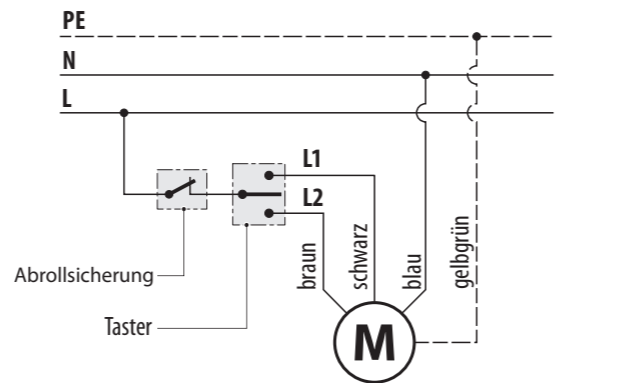 PE
N
L
L1
L2
braun
schwarz
blau
gelbgrün
Abrollsicherung
Taster
M